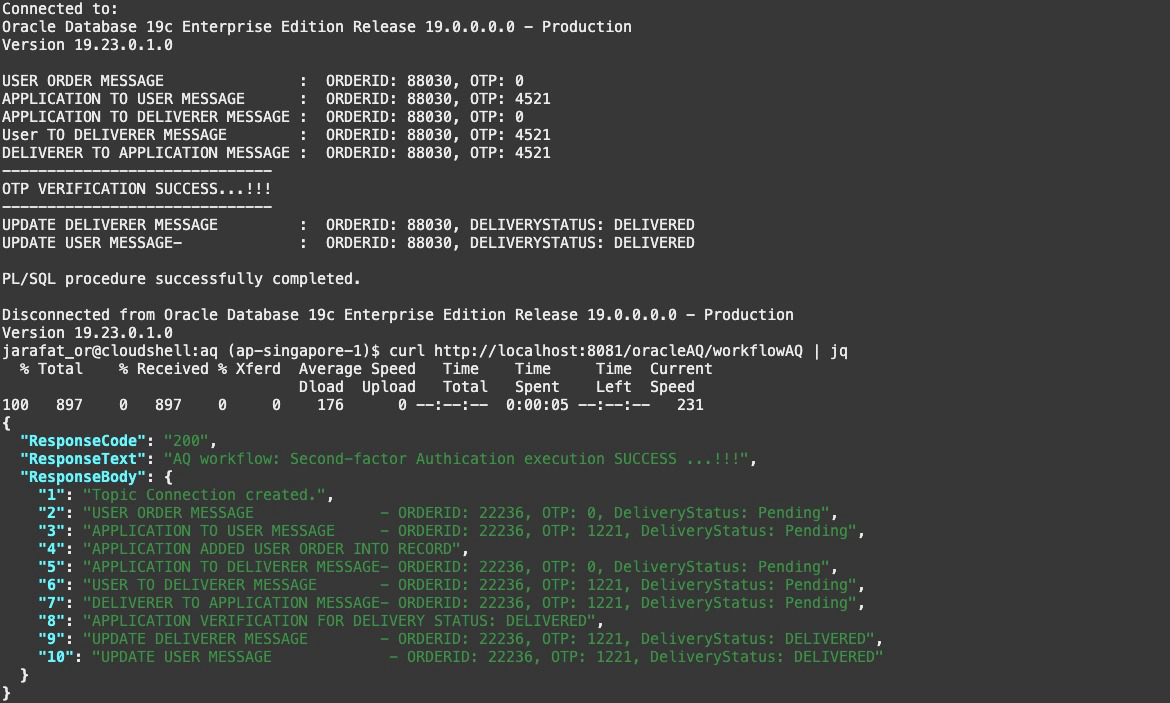 Connected to:
Oracle Database 19c Enterprise Edition Release 19.0.0.0.0 - Production
Version 19.23.0.1.0
USER ORDER MESSAGE               :  ORDERID: 88030, OTP: 0
APPLICATION TO USER MESSAGE      :  ORDERID: 88030, OTP: 4521
APPLICATION TO DELIVERER MESSAGE :  ORDERID: 88030, OTP: 0
User TO DELIVERER MESSAGE        :  ORDERID: 88030, OTP: 4521
DELIVERER TO APPLICATION MESSAGE :  ORDERID: 88030, OTP: 4521
------------------------------
OTP VERIFICATION SUCCESS...!!!
------------------------------
UPDATE DELIVERER MESSAGE         :  ORDERID: 88030, DELIVERYSTATUS: DELIVERED
UPDATE USER MESSAGE-             :  ORDERID: 88030, DELIVERYSTATUS: DELIVERED
PL/SQL procedure successfully completed.
Disconnected from Oracle Database 19c Enterprise Edition Release 19.0.0.0.0 - Production
Version 19.23.0.1.0
jarafat_or@cloudshell:aq (ap-singapore-1)$ curl http://localhost:8081/oracleAQ/workflowAQ | jq
  % Total    % Received % Xferd  Average Speed   Time    Time     Time  Current
                                 Dload  Upload   Total   Spent    Left  Speed
100   897    0   897    0     0    176      0 --:--:--  0:00:05 --:--:--   231
{
  "ResponseCode": "200",
  "ResponseText": "AQ workflow: Second-factor Authication execution SUCCESS ...!!!",
  "ResponseBody": {
    "1": "Topic Connection created.",
    "2": "USER ORDER MESSAGE              - ORDERID: 22236, OTP: 0, DeliveryStatus: Pending",
    "3": "APPLICATION TO USER MESSAGE     - ORDERID: 22236, OTP: 1221, DeliveryStatus: Pending",
    "4": "APPLICATION ADDED USER ORDER INTO RECORD",
    "5": "APPLICATION TO DELIVERER MESSAGE- ORDERID: 22236, OTP: 0, DeliveryStatus: Pending",
    "6": "USER TO DELIVERER MESSAGE       - ORDERID: 22236, OTP: 1221, DeliveryStatus: Pending",
    "7": "DELIVERER TO APPLICATION MESSAGE- ORDERID: 22236, OTP: 1221, DeliveryStatus: Pending",
    "8": "APPLICATION VERIFICATION FOR DELIVERY STATUS: DELIVERED",
    "9": "UPDATE DELIVERER MESSAGE        - ORDERID: 22236, OTP: 1221, DeliveryStatus: DELIVERED",
    "10": "UPDATE USER MESSAGE             - ORDERID: 22236, OTP: 1221, DeliveryStatus: DELIVERED"
  }
}